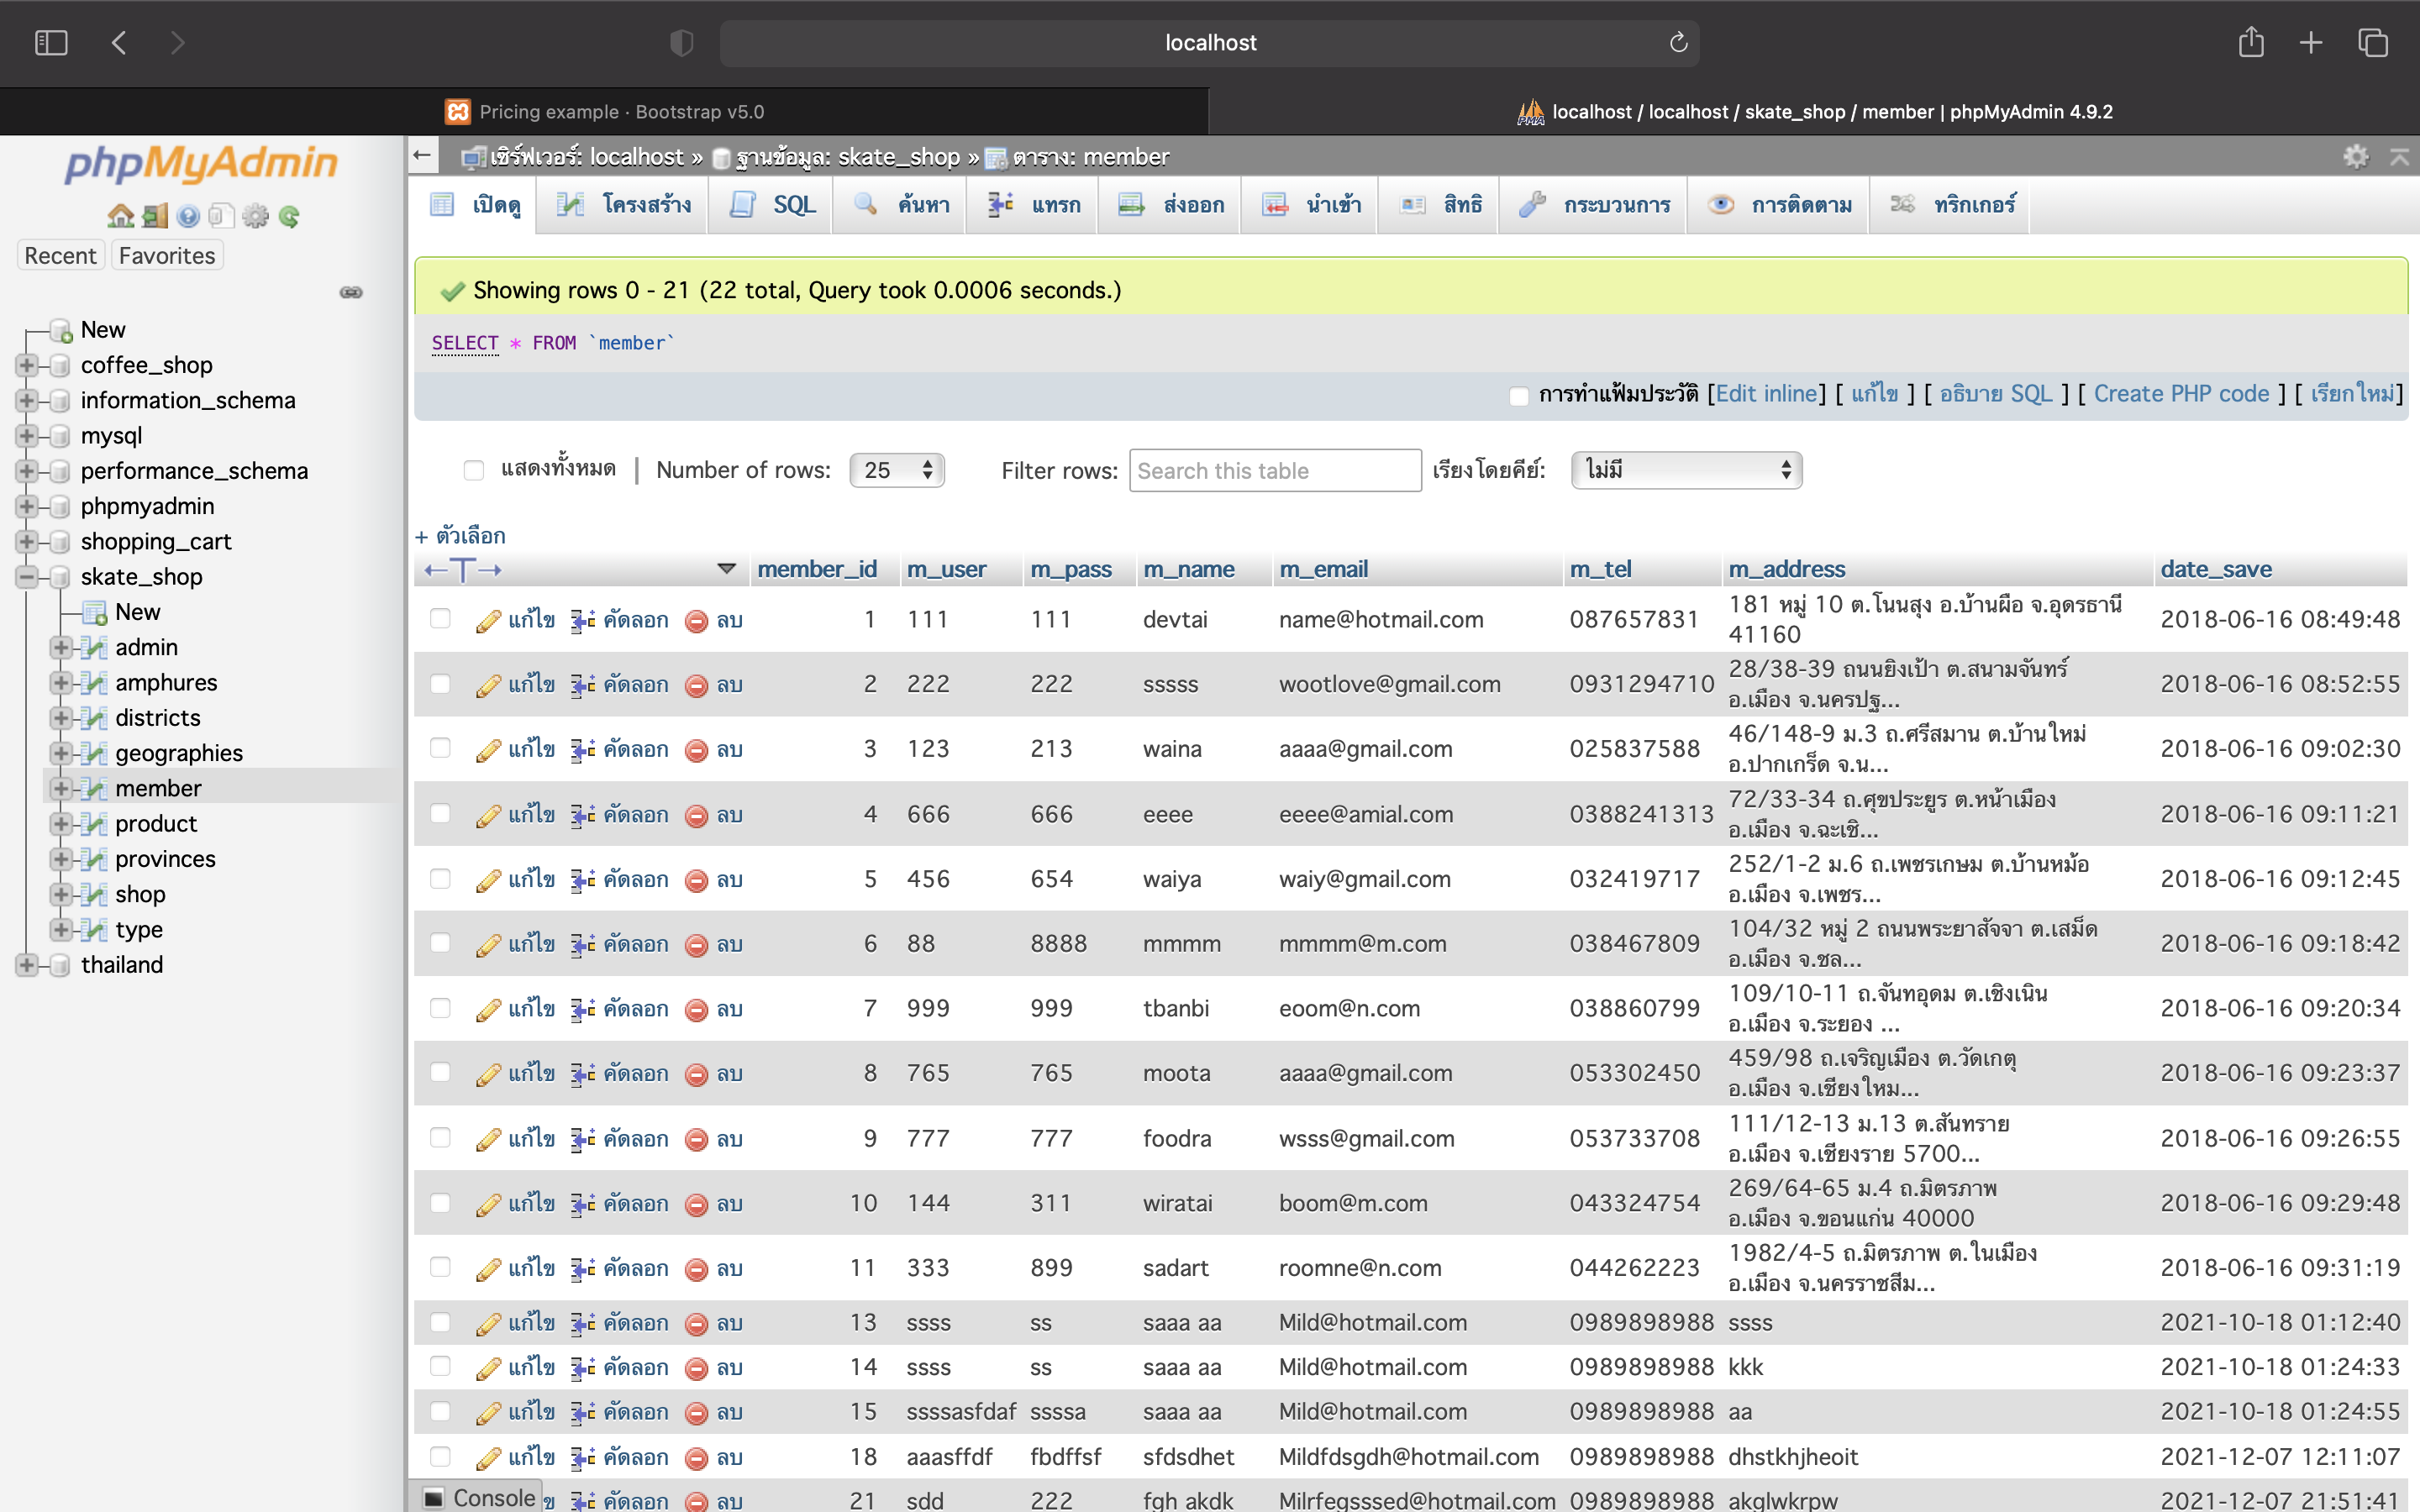 localhost
Pricing example · Bootstrap v5.0
localhost / localhost / skate_shop / member | phpMyAdmin 4.9.2
phpMyAdmin
Recent Favorites
New
coffee_shop
information_schema
mysql
performance_schema
phpmyadmin
shopping_cart
skate_shop
New
admin
amphures
districts
geographies
member
product
provinces
shop
type
thailand
เซิร์ฟเวอร์: localhost » ฐานข้อมูล: skate_shop » ตาราง: member
เปิดดู โครงสร้าง SQL ค้นหา แทรก ส่งออก นำเข้า สิทธิ กระบวนการ การติดตาม ทริกเกอร์
Showing rows 0 - 21 (22 total, Query took 0.0006 seconds.)
SELECT * FROM `member`
การทำแฟ้มประวัติ [Edit inline] [ แก้ไข ] [ อธิบาย SQL ] [ Create PHP code ] [ เรียกใหม่]
แสดงทั้งหมด | Number of rows: 25 Filter rows: Search this table เรียงโดยคีย์: ไม่มี
+ ตัวเลือก
←T→ member_id m_user m_pass m_name m_email m_tel m_address date_save
แก้ไข คัดลอก ลบ 1 111 111 devtai name@hotmail.com 087657831 181 หมู่ 10 ต.โนนสูง อ.บ้านผือ จ.อุดรธานี 2018-06-16 08:49:48
41160
แก้ไข คัดลอก ลบ 2 222 222 sssss wootlove@gmail.com 0931294710 28/38-39 ถนนยิงเป้า ต.สนามจันทร์ 2018-06-16 08:52:55
อ.เมือง จ.นครปฐ...
แก้ไข คัดลอก ลบ 3 123 213 waina aaaa@gmail.com 025837588 46/148-9 ม.3 ถ.ศรีสมาน ต.บ้านใหม่ 2018-06-16 09:02:30
อ.ปากเกร็ด จ.น...
แก้ไข คัดลอก ลบ 4 666 666 eeee eeee@amial.com 0388241313 72/33-34 ถ.ศุขประยูร ต.หน้าเมือง 2018-06-16 09:11:21
อ.เมือง จ.ฉะเชิ...
แก้ไข คัดลอก ลบ 5 456 654 waiya waiy@gmail.com 032419717 252/1-2 ม.6 ถ.เพชรเกษม ต.บ้านหม้อ 2018-06-16 09:12:45
อ.เมือง จ.เพชร...
แก้ไข คัดลอก ลบ 6 88 8888 mmmm mmmm@m.com 038467809 104/32 หมู่ 2 ถนนพระยาสัจจา ต.เสม็ด 2018-06-16 09:18:42
อ.เมือง จ.ชล...
แก้ไข คัดลอก ลบ 7 999 999 tbanbi eoom@n.com 038860799 109/10-11 ถ.จันทอุดม ต.เชิงเนิน 2018-06-16 09:20:34
อ.เมือง จ.ระยอง ...
แก้ไข คัดลอก ลบ 8 765 765 moota aaaa@gmail.com 053302450 459/98 ถ.เจริญเมือง ต.วัดเกตุ 2018-06-16 09:23:37
อ.เมือง จ.เชียงใหม...
แก้ไข คัดลอก ลบ 9 777 777 foodra wsss@gmail.com 053733708 111/12-13 ม.13 ต.สันทราย 2018-06-16 09:26:55
อ.เมือง จ.เชียงราย 5700...
แก้ไข คัดลอก ลบ 10 144 311 wiratai boom@m.com 043324754 269/64-65 ม.4 ถ.มิตรภาพ 2018-06-16 09:29:48
อ.เมือง จ.ขอนแก่น 40000
แก้ไข คัดลอก ลบ 11 333 899 sadart roomne@n.com 044262223 1982/4-5 ถ.มิตรภาพ ต.ในเมือง 2018-06-16 09:31:19
อ.เมือง จ.นครราชสีม...
แก้ไข คัดลอก ลบ 13 ssss ss saaa aa Mild@hotmail.com 0989898988 ssss 2021-10-18 01:12:40
แก้ไข คัดลอก ลบ 14 ssss ss saaa aa Mild@hotmail.com 0989898988 kkk 2021-10-18 01:24:33
แก้ไข คัดลอก ลบ 15 ssssasfdaf ssssa saaa aa Mild@hotmail.com 0989898988 aa 2021-10-18 01:24:55
แก้ไข คัดลอก ลบ 18 aaasffdf fbdffsf sfdsdhet Mildfdsgdh@hotmail.com 0989898988 dhstkhjheoit 2021-12-07 12:11:07
Console คัดลอก ลบ 21 sdd 222 fgh akdk Milrfegsssed@hotmail.com 0989898988 akglwkrpw 2021-12-07 21:51:41